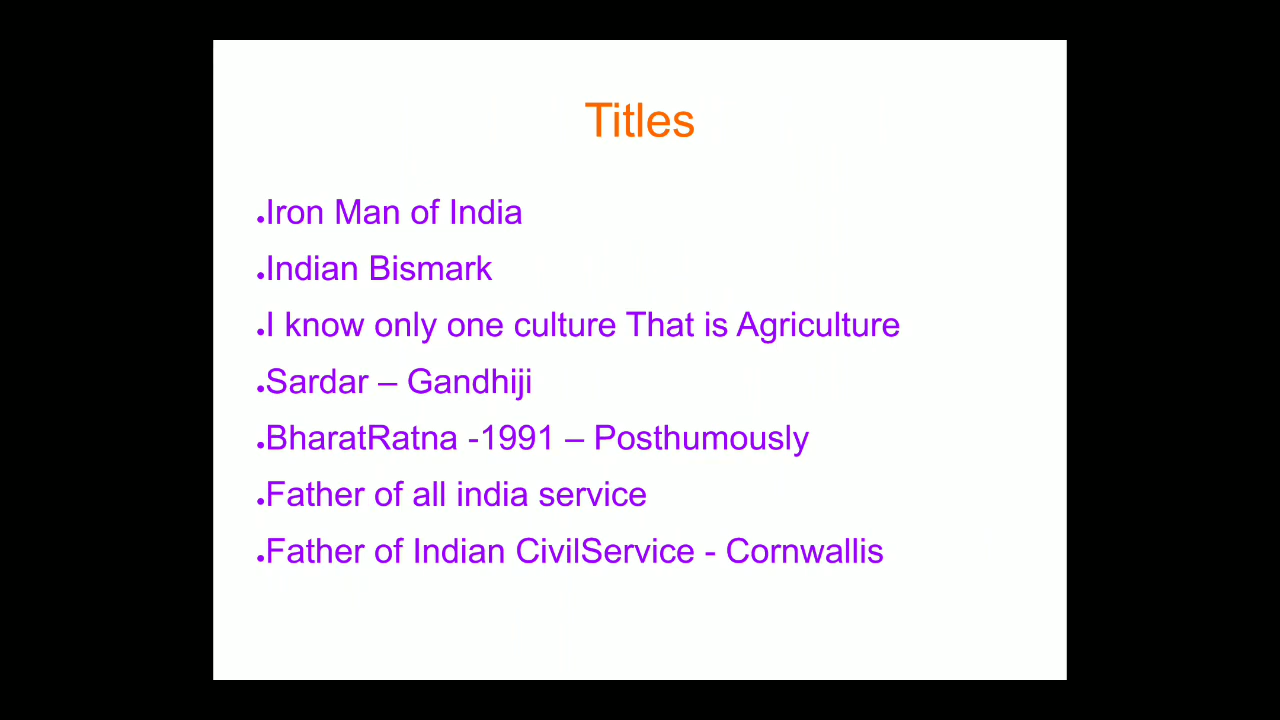 Titles
●Iron Man of India
●Indian Bismark
●I know only one culture That is Agriculture
●Sardar – Gandhiji
●BharatRatna -1991 – Posthumously
●Father of all india service
●Father of Indian CivilService - Cornwallis